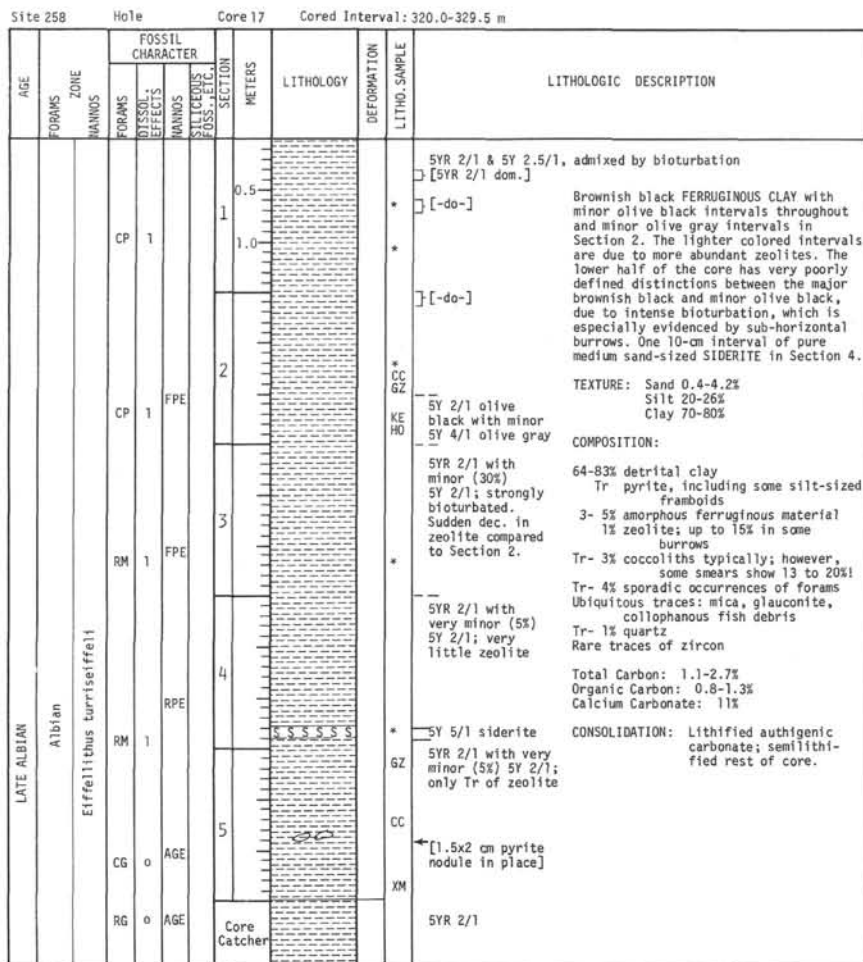 Site 258 Hole Core 17 Cored Interval: 320.0-329.5 m
AGE
ZONE
FORAMS
NANNOS
FOSSIL
CHARACTER
FORAMS
DISSOL.
EFFECTS
NANNOS
SILICEOUS
FOSS., ETC.
SECTION
METERS
LITHOLOGY
DEFORMATION
LITHO. SAMPLE
LITHOLOGIC DESCRIPTION
LATE ALBIAN
Albian
Eiffellithus turriseiffeli
CP 1
CP 1 FPE
RM 1 FPE
RPE
RM 1
CG o AGE
RG o AGE
1
0.5
1.0
2
3
4
5
Core
Catcher
S S S S S S
*
*
*
CC
GZ
KE
HO
*
*
GZ
CC
XM
5YR 2/1 & 5Y 2.5/1, admixed by bioturbation
[5YR 2/1 dom.]
[-do-]
[-do-]
5Y 2/1 olive
black with minor
5Y 4/1 olive gray
5YR 2/1 with
minor (30%)
5Y 2/1; strongly
bioturbated.
Sudden dec. in
zeolite compared
to Section 2.
5YR 2/1 with
very minor (5%)
5Y 2/1; very
little zeolite
5Y 5/1 siderite
5YR 2/1 with very
minor (5%) 5Y 2/1;
only Tr of zeolite
[1.5x2 cm pyrite
nodule in place]
5YR 2/1
Brownish black FERRUGINOUS CLAY with
minor olive black intervals throughout
and minor olive gray intervals in
Section 2. The lighter colored intervals
are due to more abundant zeolites. The
lower half of the core has very poorly
defined distinctions between the major
brownish black and minor olive black,
due to intense bioturbation, which is
especially evidenced by sub-horizontal
burrows. One 10-cm interval of pure
medium sand-sized SIDERITE in Section 4.
TEXTURE: Sand 0.4-4.2%
Silt 20-26%
Clay 70-80%
COMPOSITION:
64-83% detrital clay
Tr pyrite, including some silt-sized
framboids
3- 5% amorphous ferruginous material
1% zeolite; up to 15% in some
burrows
Tr- 3% coccoliths typically; however,
some smears show 13 to 20%!
Tr- 4% sporadic occurrences of forams
Ubiquitous traces: mica, glauconite,
collophanous fish debris
Tr- 1% quartz
Rare traces of zircon
Total Carbon: 1.1-2.7%
Organic Carbon: 0.8-1.3%
Calcium Carbonate: 11%
CONSOLIDATION: Lithified authigenic
carbonate; semilithi-
fied rest of core.